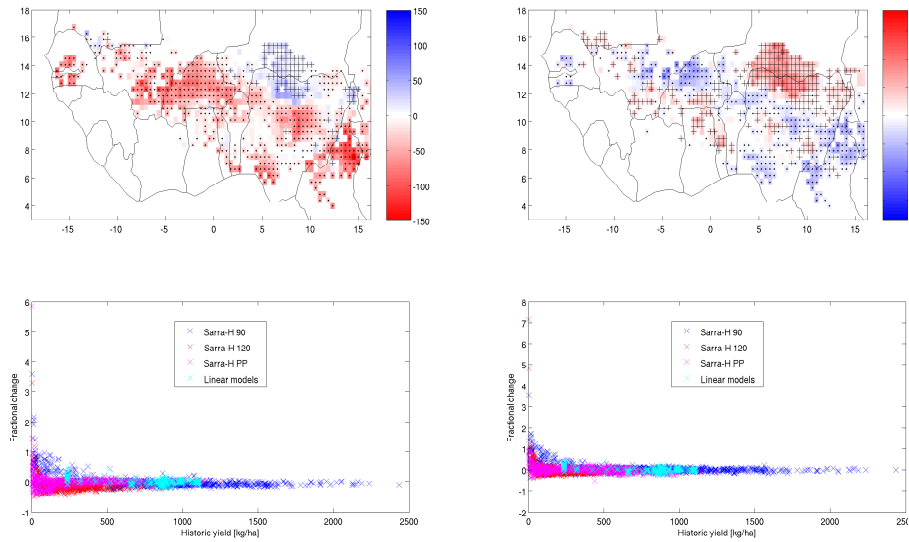 18
16
14
12
10
8
6
4
-15 -10 -5 0 5 10 15
150
100
50
0
-50
-100
-150
18
16
14
12
10
8
6
4
-15 -10 -5 0 5 10 15
6
5
4
3
2
1
0
-1
Fractional change
Sarra-H 90
Sarra-H 120
Sarra-H PP
Linear models
0 500 1000 1500 2000 2500
Historic yield [kg/ha]
8
7
6
5
4
3
2
1
0
-1
-2
Fractional change
Sarra-H 90
Sarra-H 120
Sarra-H PP
Linear models
0 500 1000 1500 2000 2500
Historic yield [kg/ha]